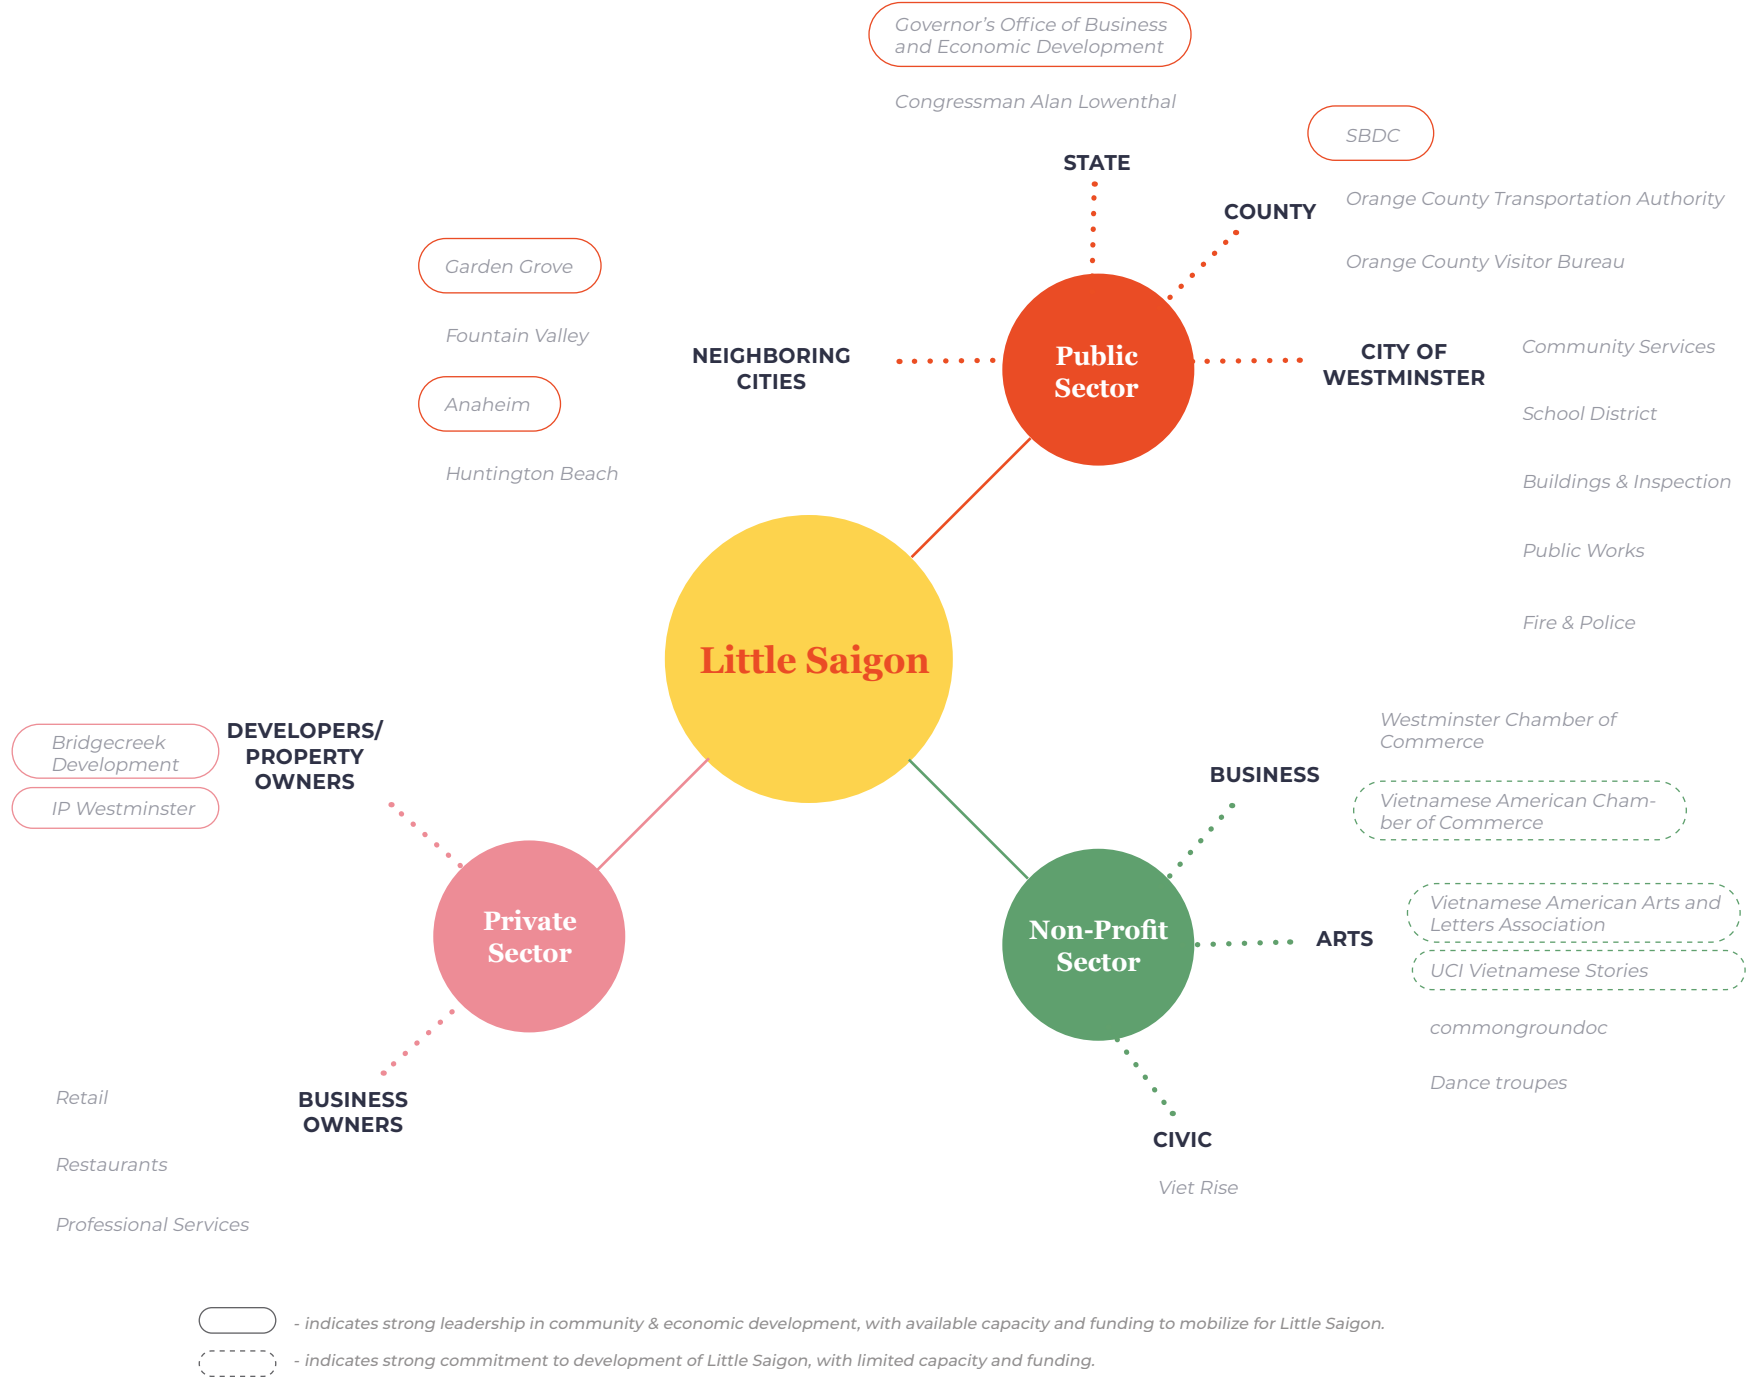 Governor’s Office of Business
and Economic Development
Congressman Alan Lowenthal
STATE
SBDC
Orange County Transportation Authority
Orange County Visitor Bureau
COUNTY
Garden Grove
Fountain Valley
Anaheim
Huntington Beach
NEIGHBORING
CITIES
Public
Sector
CITY OF
WESTMINSTER
Community Services
School District
Buildings & Inspection
Public Works
Fire & Police
Little Saigon
Bridgecreek
Development
IP Westminster
DEVELOPERS/
PROPERTY
OWNERS
Private
Sector
BUSINESS
OWNERS
Retail
Restaurants
Professional Services
BUSINESS
Westminster Chamber of
Commerce
Vietnamese American Cham-
ber of Commerce
Non-Profit
Sector
ARTS
Vietnamese American Arts and
Letters Association
UCI Vietnamese Stories
commongroundoc
Dance troupes
CIVIC
Viet Rise
- indicates strong leadership in community & economic development, with available capacity and funding to mobilize for Little Saigon.
- indicates strong commitment to development of Little Saigon, with limited capacity and funding.